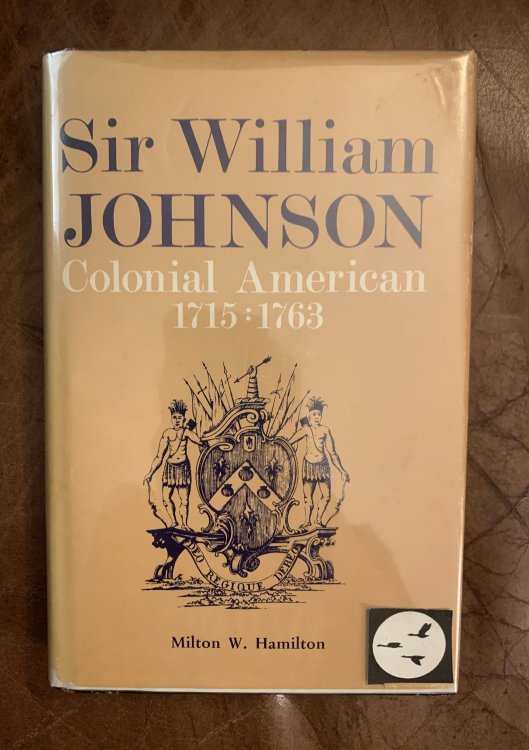 Sir William
JOHNSON
Colonial American
1715:1763
DEO REGIQUE DEBEO
Milton W. Hamilton